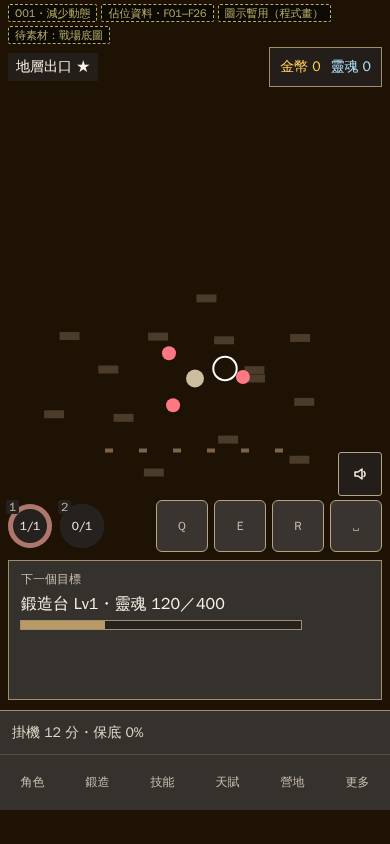 001・減少動態 佔位資料・F01–F26 圖示暫用（程式畫）
待素材：戰場底圖
地層出口 ★ 金幣 0 靈魂 0
1 2
1/1 0/1 Q E R ⎵
下一個目標
鍛造台 Lv1・靈魂 120／400
掛機 12 分・保底 0%
角色 鍛造 技能 天賦 營地 更多